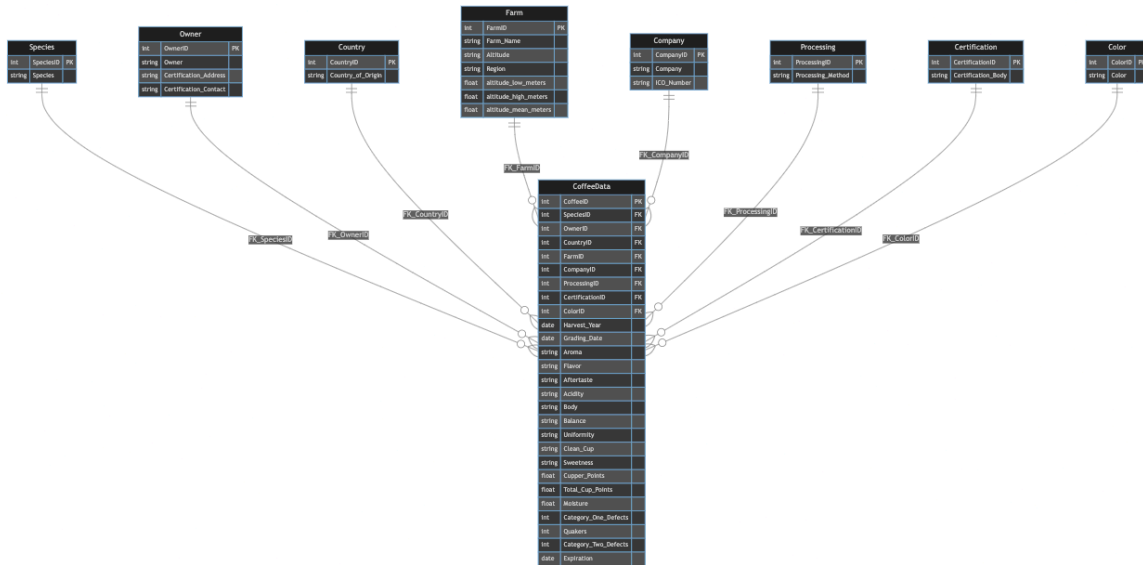 Species
int SpeciesID PK
string Species
Owner
int OwnerID PK
string Owner
string Certification_Address
string Certification_Contact
Country
int CountryID PK
string Country_of_Origin
Farm
int FarmID PK
string Farm_Name
string Altitude
string Region
float altitude_low_meters
float altitude_high_meters
float altitude_mean_meters
Company
int CompanyID PK
string Company
string ICO_Number
Processing
int ProcessingID PK
string Processing_Method
Certification
int CertificationID PK
string Certification_Body
Color
int ColorID PK
string Color
FK_FarmID
FK_CompanyID
FK_CountryID
FK_ProcessingID
FK_SpeciesID
FK_OwnerID
FK_CertificationID
FK_ColorID
CoffeeData
int CoffeeID PK
int SpeciesID FK
int OwnerID FK
int CountryID FK
int FarmID FK
int CompanyID FK
int ProcessingID FK
int CertificationID FK
int ColorID FK
date Harvest_Year
date Grading_Date
string Aroma
string Flavor
string Aftertaste
string Acidity
string Body
string Balance
string Uniformity
string Clean_Cup
string Sweetness
float Cupper_Points
float Total_Cup_Points
float Moisture
int Category_One_Defects
int Quakers
int Category_Two_Defects
date Expiration